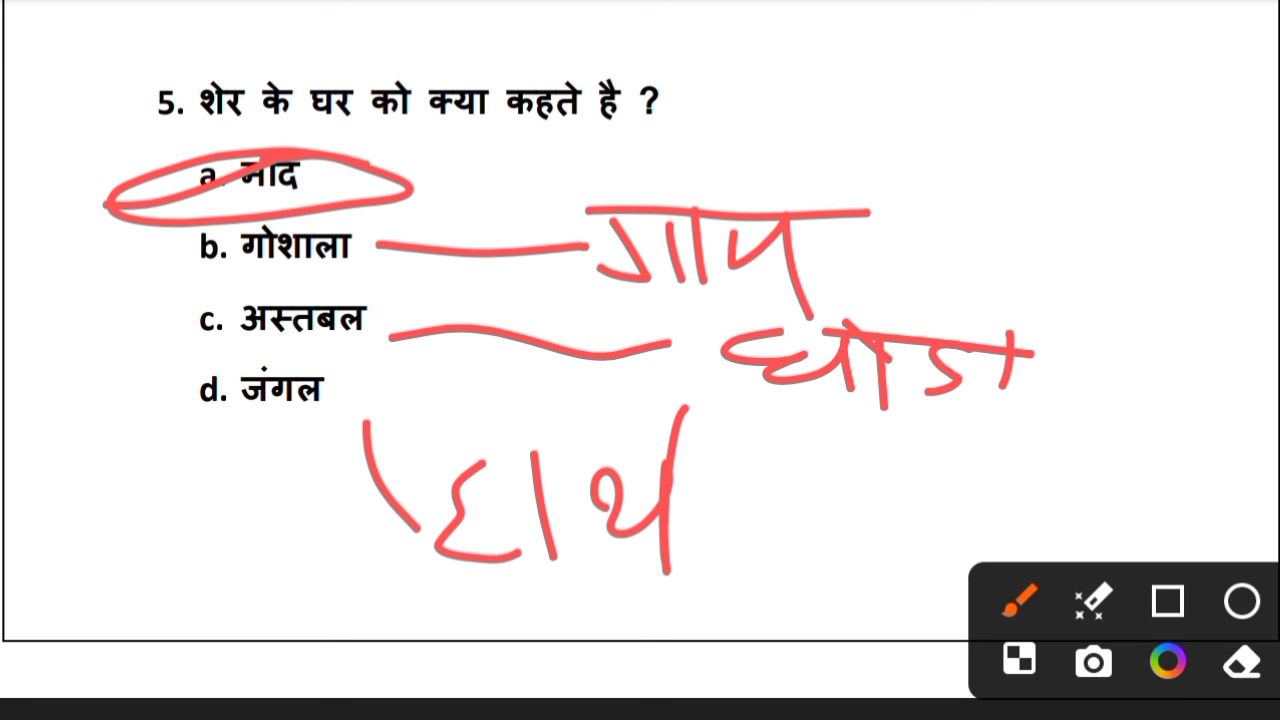 5. शेर के घर को क्या कहते है ?
a. मांद
b. गोशाला गाय
c. अस्तबल घोडा
d. जंगल
हाथ